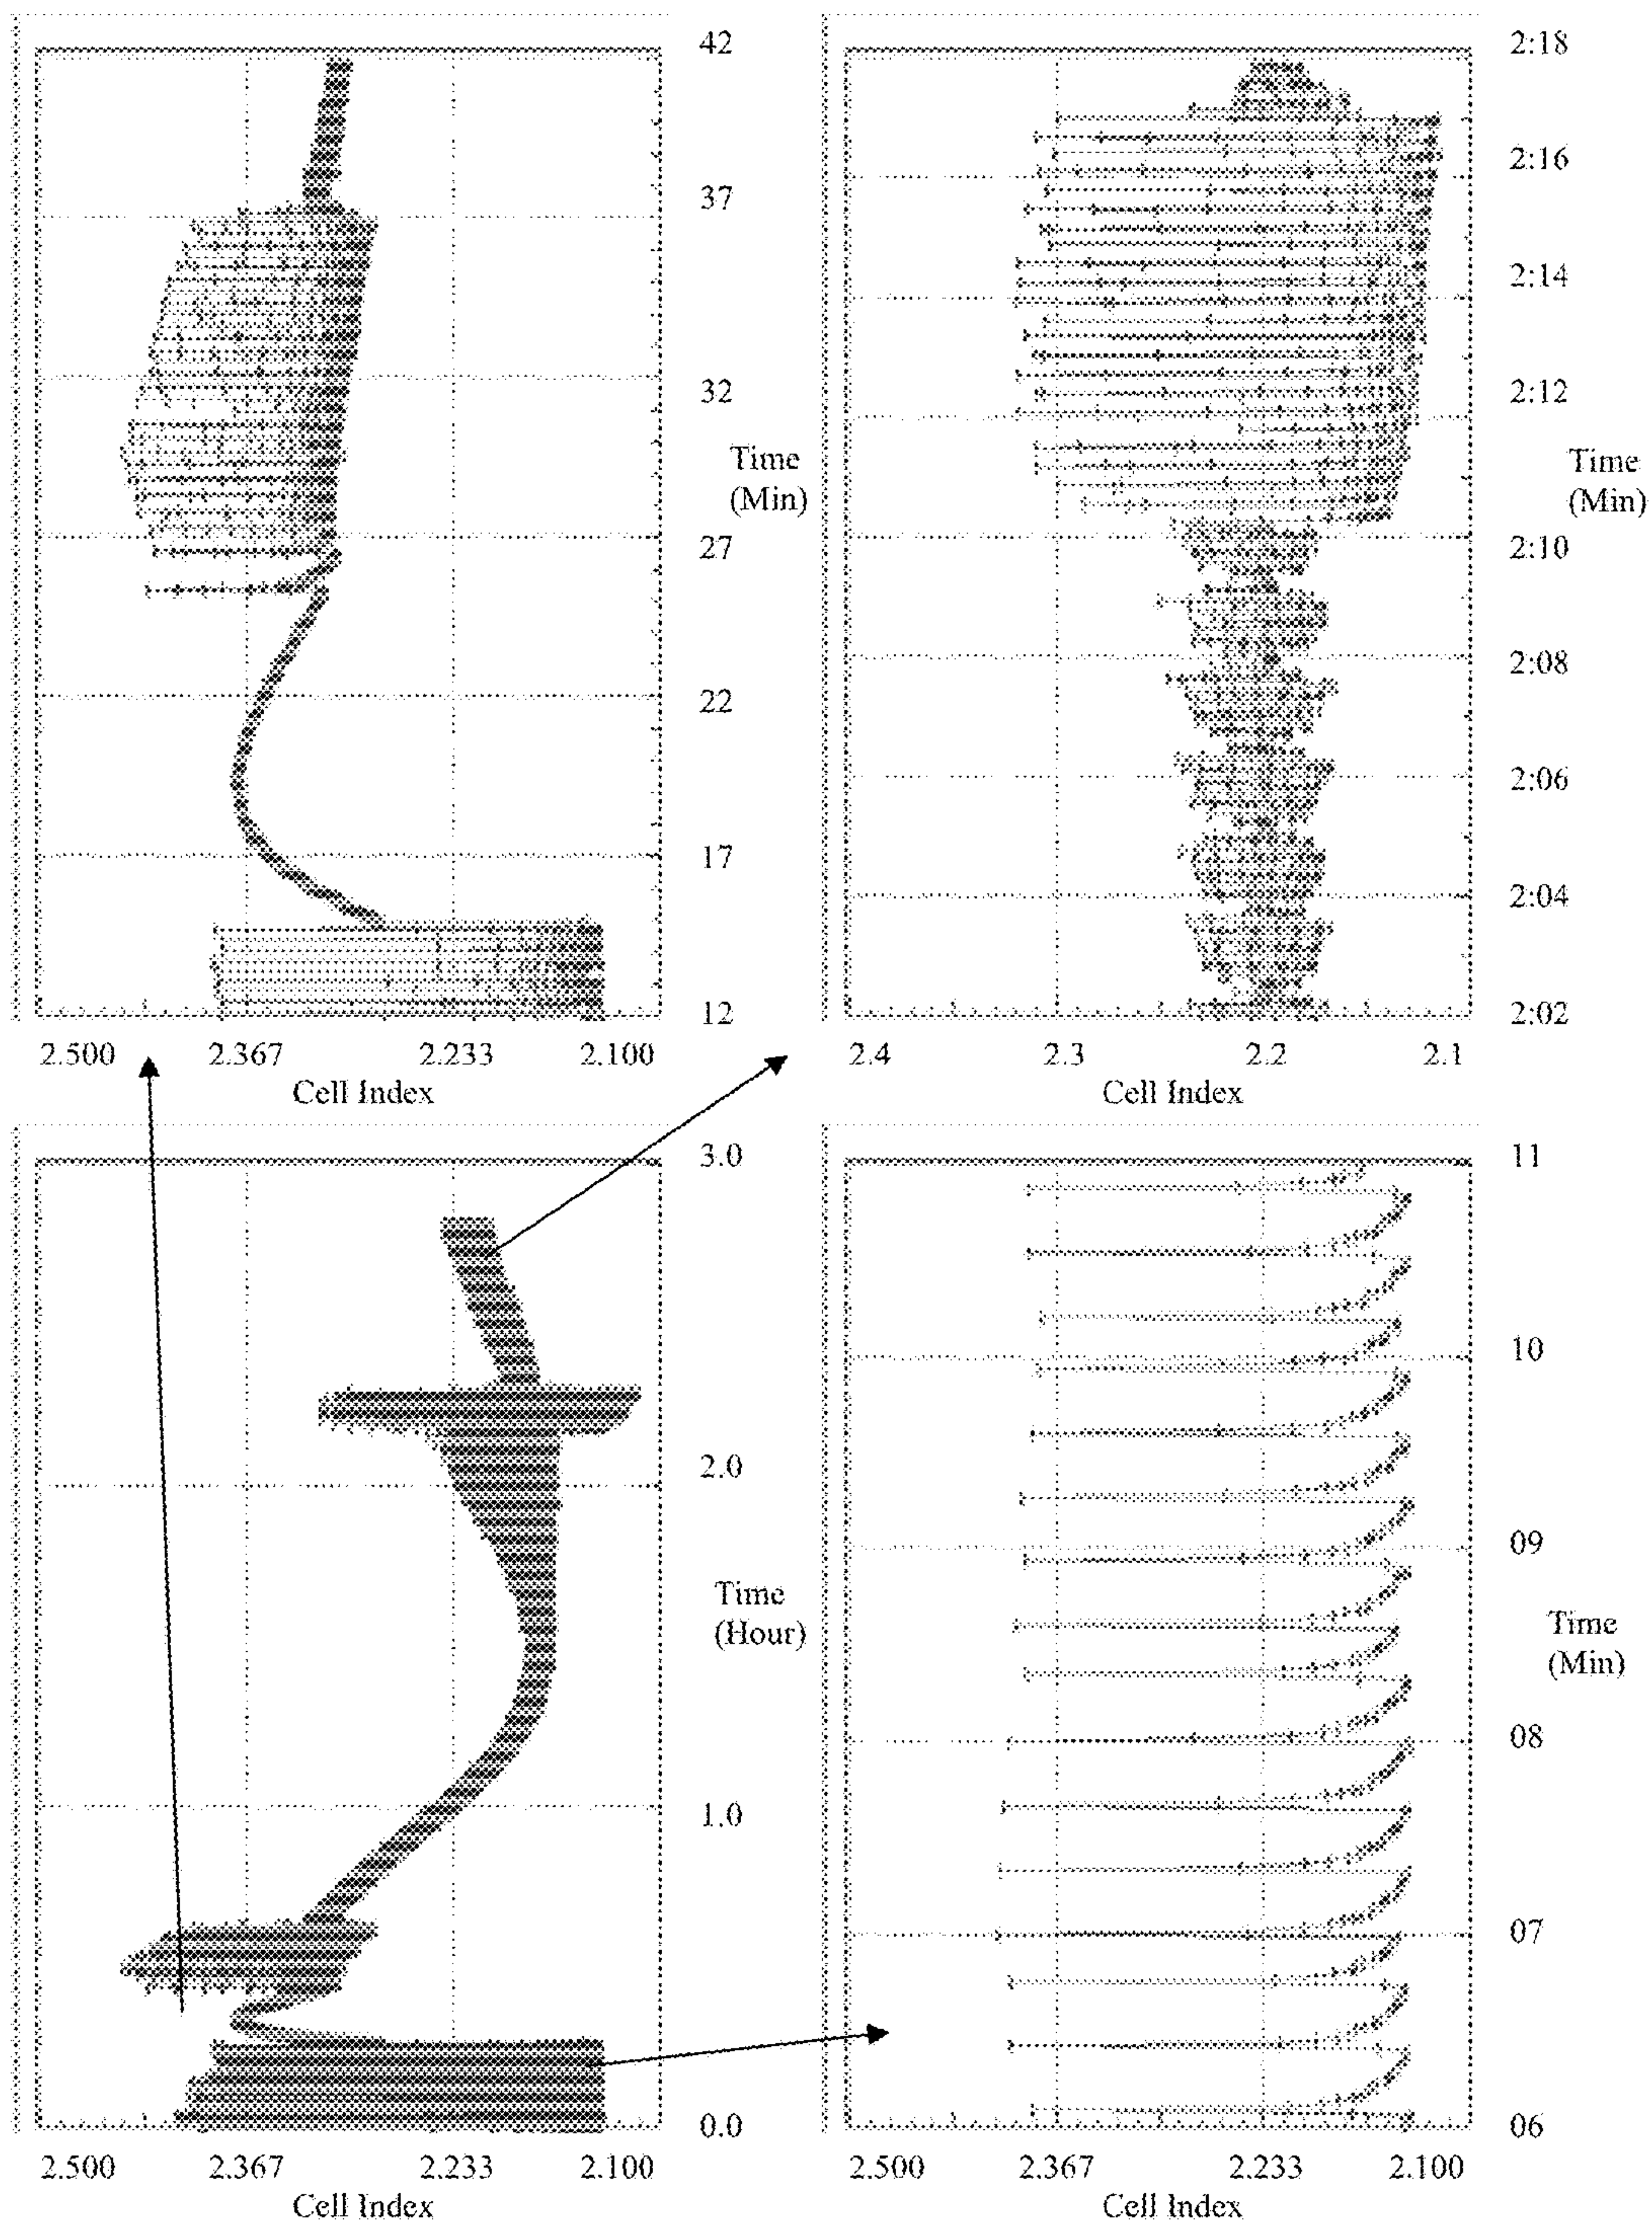 42
37
32
Time
(Min)
27
22
17
12
2.500 2.367 2.233 2.100
Cell Index
2:18
2:16
2:14
2:12
Time
(Min)
2:10
2:08
2:06
2:04
2:02
2.4 2.3 2.2 2.1
Cell Index
3.0
2.0
Time
(Hour)
1.0
0.0
2.500 2.367 2.233 2.100
Cell Index
11
10
09
Time
(Min)
08
07
06
2.500 2.367 2.233 2.100
Cell Index